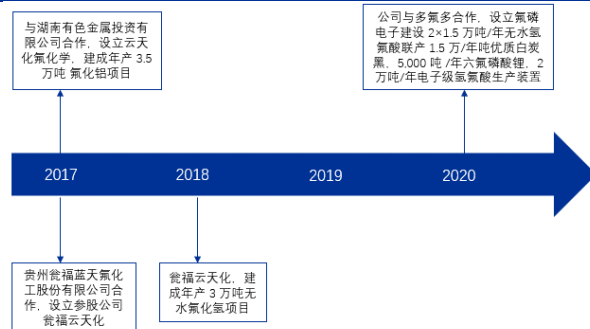 与湖南有色金属投资有
限公司合作，设立云天
化氟化学，建成年产 3.5
万吨 氟化铝项目
公司与多氟多合作，设立氟磷
电子建设 2×1.5 万吨/年无水氢
氟酸联产 1.5 万/年吨优质白炭
黑，5,000 吨 /年六氟磷酸锂，2
万吨/年电子级氢氟酸生产装置
2017
2018
2019
2020
贵州瓮福蓝天氟化
工股份有限公司合
作，设立参股公司
瓮福云天化
瓮福云天化，建
成年产 3 万吨无
水氟化氢项目